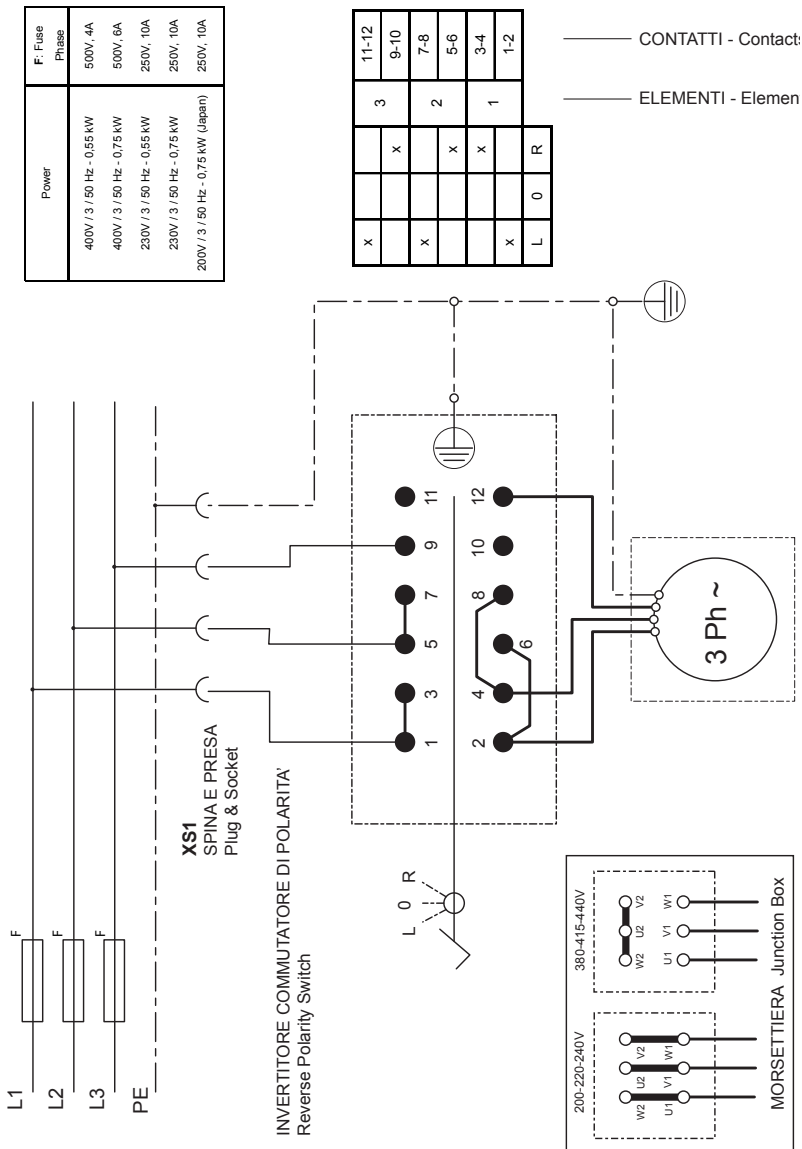 F: Fuse
Phase
Power
500V, 4A
400V / 3 / 50 Hz - 0,55 kW
500V, 6A
400V / 3 / 50 Hz - 0,75 kW
250V, 10A
230V / 3 / 50 Hz - 0,55 kW
250V, 10A
230V / 3 / 50 Hz - 0,75 kW
250V, 10A
200V / 3 / 50 Hz - 0,75 kW (Japan)
11-12
9-10
7-8
5-6
3-4
1-2
3
2
1
x
x
x
x
x
x
L
0
R
CONTATTI - Contacts
ELEMENTI - Element
L1
L2
L3
PE
F
F
F
XS1
SPINA E PRESA
Plug & Socket
INVERTITORE COMMUTATORE DI POLARITA'
Reverse Polarity Switch
L 0 R
1 3 5 7 9 11
2 4 6 8 10 12
3 Ph ~
200-220-240V
W2 U2 V2
U1 V1 W1
380-415-440V
W2 U2 V2
U1 V1 W1
MORSETTIERA Junction Box